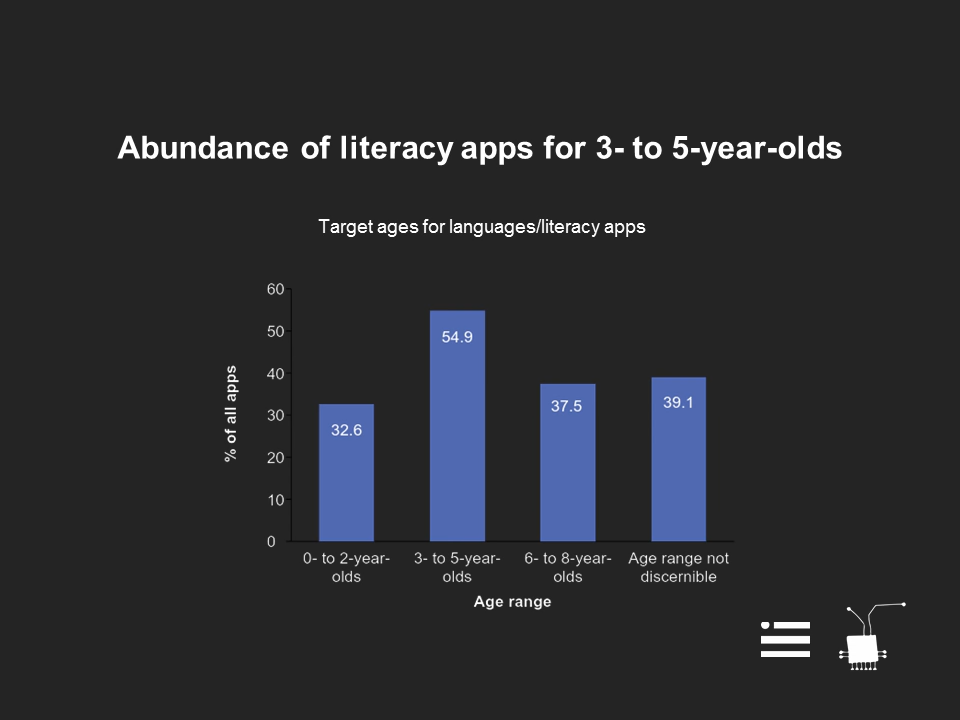 Abundance of literacy apps for 3- to 5-year-olds
Target ages for languages/literacy apps
% of all apps
60
50
40
30
20
10
0
32.6
54.9
37.5
39.1
0- to 2-year-
olds
3- to 5-year-
olds
6- to 8-year-
olds
Age range not
discernible
Age range